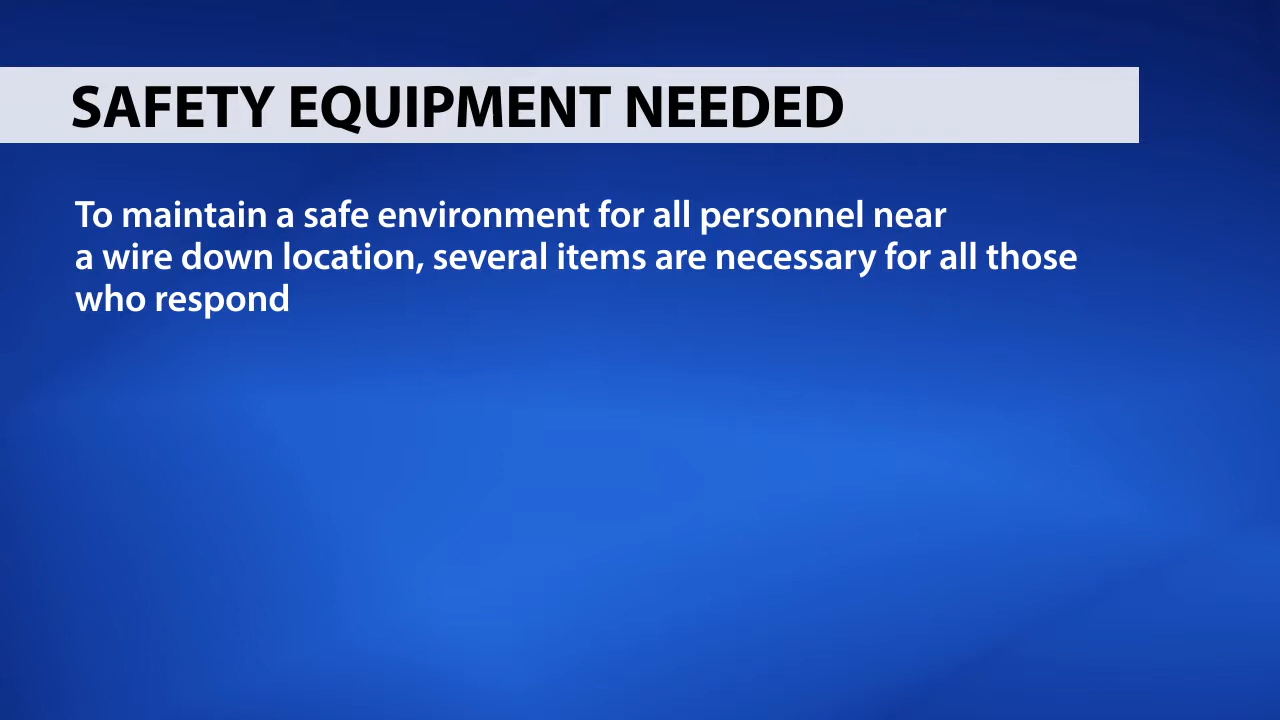 SAFETY EQUIPMENT NEEDED
To maintain a safe environment for all personnel near
a wire down location, several items are necessary for all those
who respond